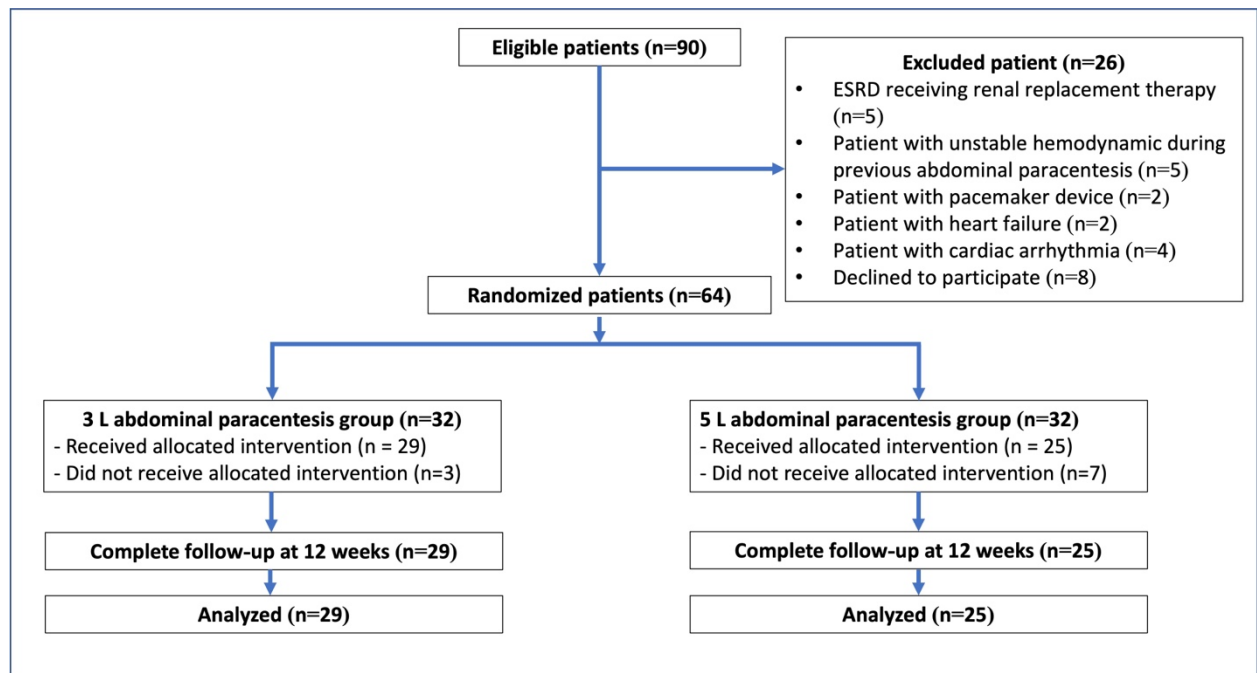 Eligible patients (n=90)
Excluded patient (n=26)
• ESRD receiving renal replacement therapy
(n=5)
• Patient with unstable hemodynamic during
previous abdominal paracentesis (n=5)
• Patient with pacemaker device (n=2)
• Patient with heart failure (n=2)
• Patient with cardiac arrhythmia (n=4)
• Declined to participate (n=8)
Randomized patients (n=64)
3 L abdominal paracentesis group (n=32)
- Received allocated intervention (n = 29)
- Did not receive allocated intervention (n=3)
5 L abdominal paracentesis group (n=32)
- Received allocated intervention (n = 25)
- Did not receive allocated intervention (n=7)
Complete follow-up at 12 weeks (n=29)
Complete follow-up at 12 weeks (n=25)
Analyzed (n=29)
Analyzed (n=25)